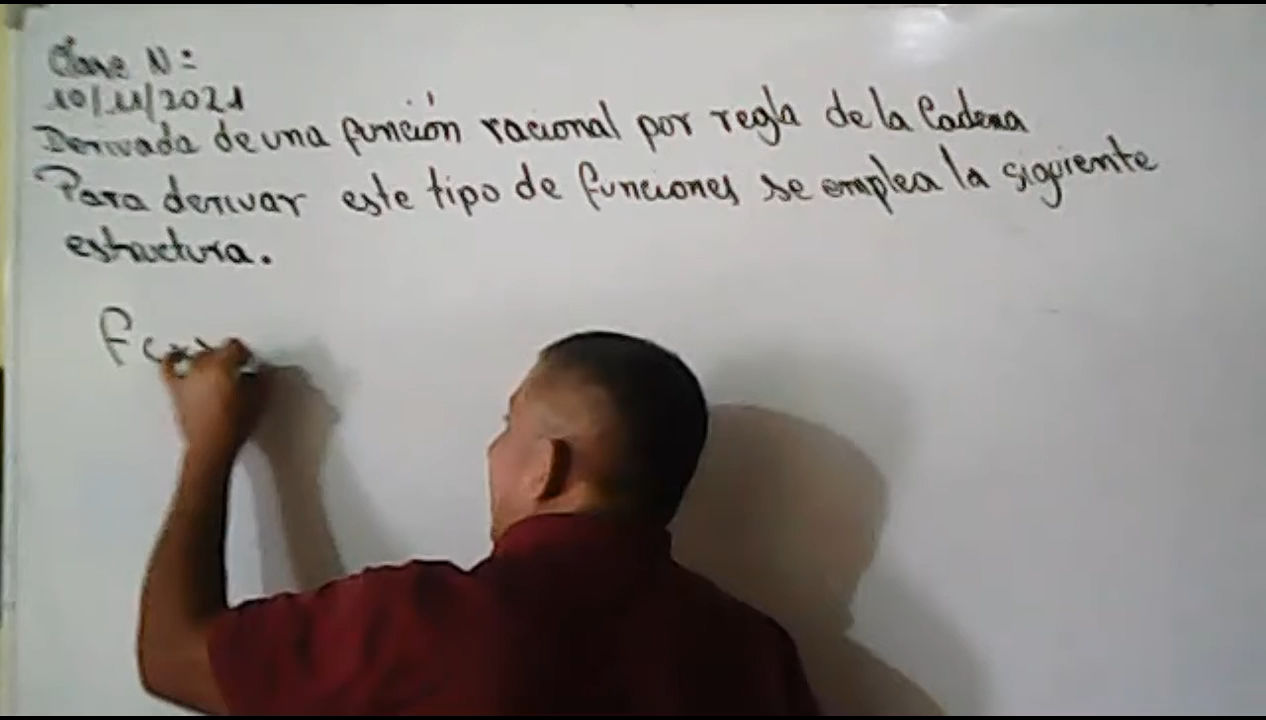 Clase N:
10/11/2021
Derivada de una función racional por regla de la Cadena
Para derivar este tipo de funciones se emplea la siguiente
estructura.
f(x)